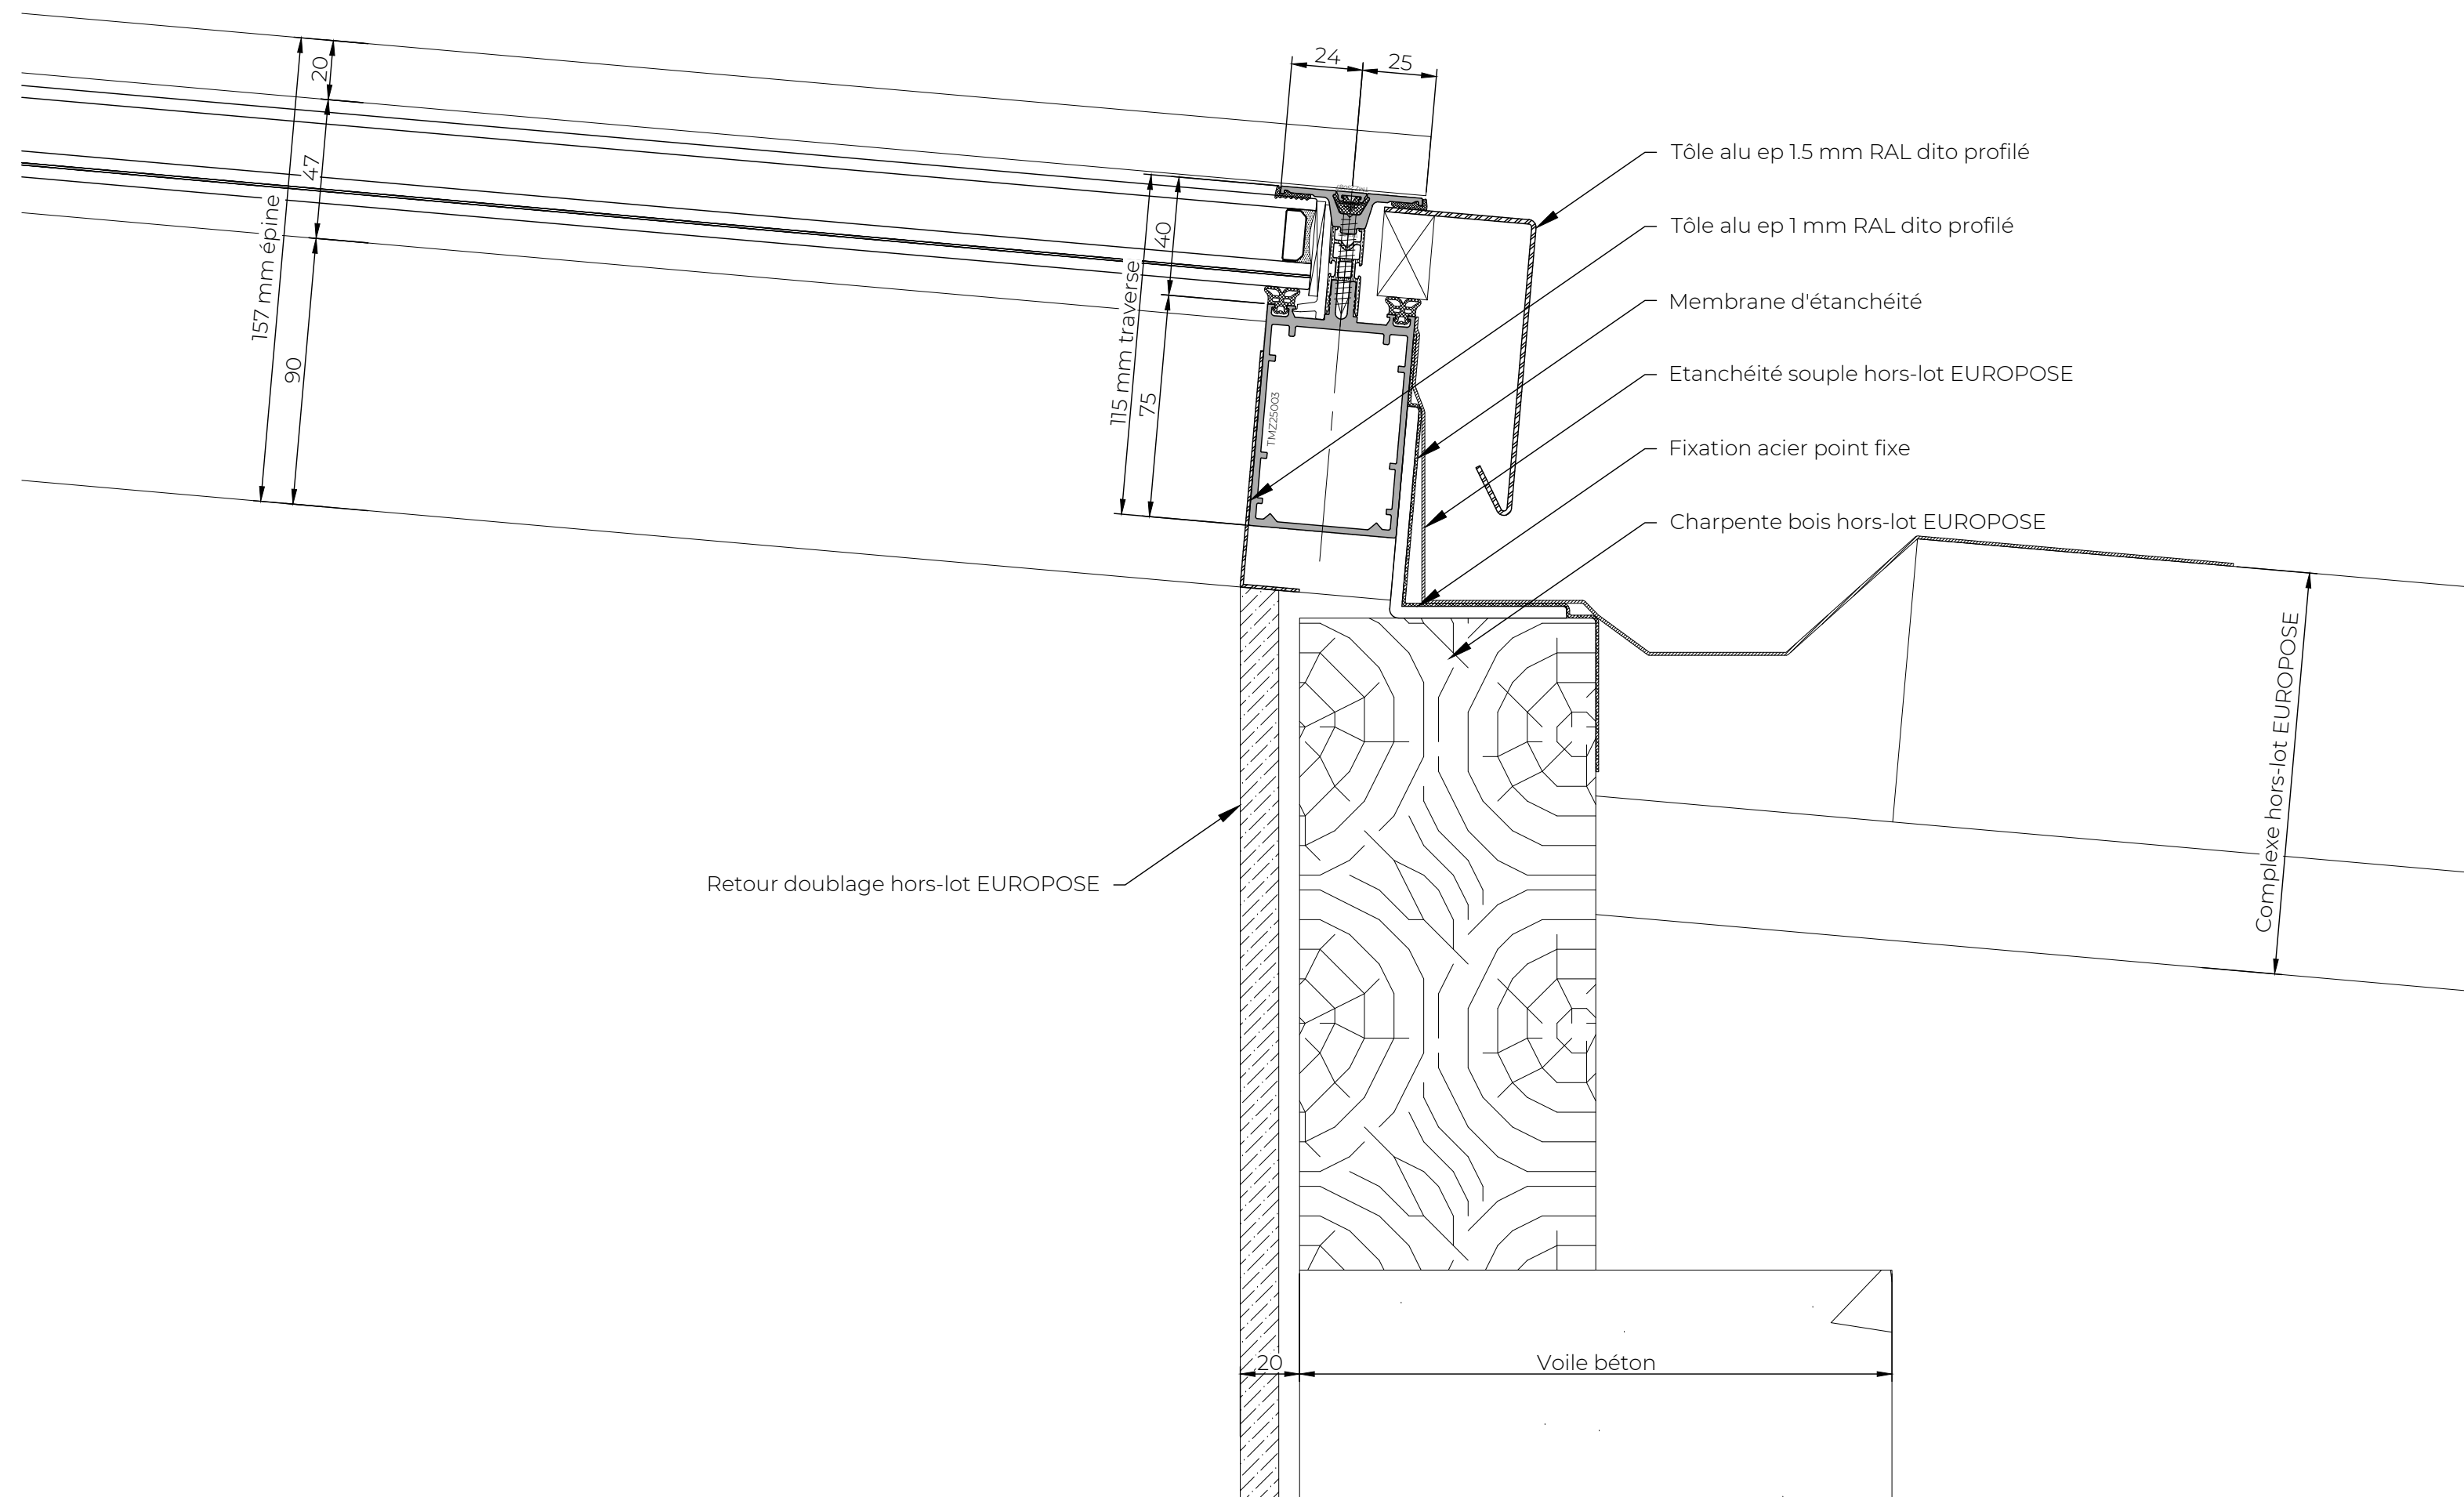 24
25
20
47
157 mm épine
90
40
115 mm traverse
75
TMZ25003
Tôle alu ep 1.5 mm RAL dito profilé
Tôle alu ep 1 mm RAL dito profilé
Membrane d'étanchéité
Etanchéité souple hors-lot EUROPOSE
Fixation acier point fixe
Charpente bois hors-lot EUROPOSE
Complexe hors-lot EUROPOSE
Retour doublage hors-lot EUROPOSE
20
Voile béton